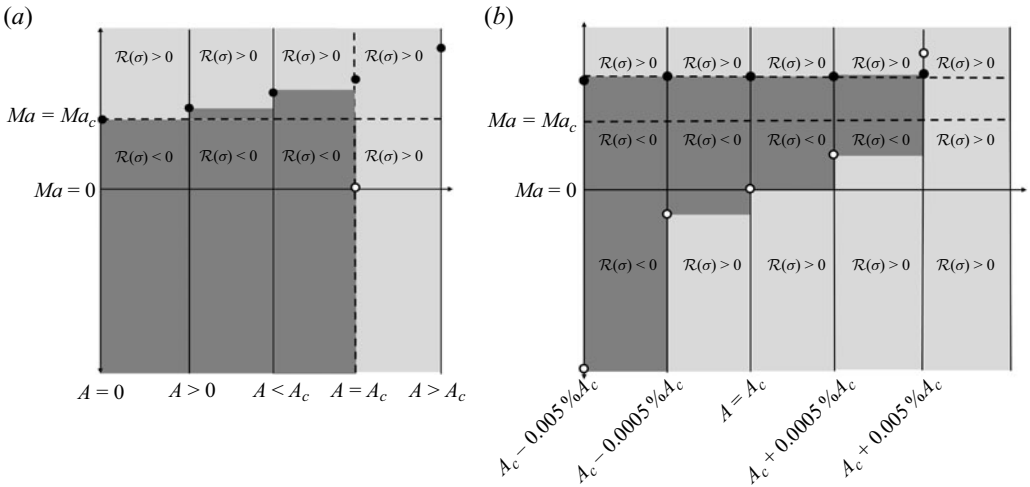 (a)
ℛ(σ) > 0 ℛ(σ) > 0 ℛ(σ) > 0 ℛ(σ) > 0
Ma = Ma_c
ℛ(σ) < 0 ℛ(σ) < 0 ℛ(σ) < 0 ℛ(σ) > 0
Ma = 0
A = 0 A > 0 A < A_c A = A_c A > A_c
(b)
ℛ(σ) > 0 ℛ(σ) > 0 ℛ(σ) > 0 ℛ(σ) > 0 ℛ(σ) > 0
Ma = Ma_c
ℛ(σ) < 0 ℛ(σ) < 0 ℛ(σ) < 0 ℛ(σ) < 0 ℛ(σ) > 0
Ma = 0
ℛ(σ) < 0 ℛ(σ) > 0 ℛ(σ) > 0 ℛ(σ) > 0 ℛ(σ) > 0
A_c − 0.005 %A_c
A_c − 0.0005 %A_c
A = A_c
A_c + 0.0005 %A_c
A_c + 0.005 %A_c